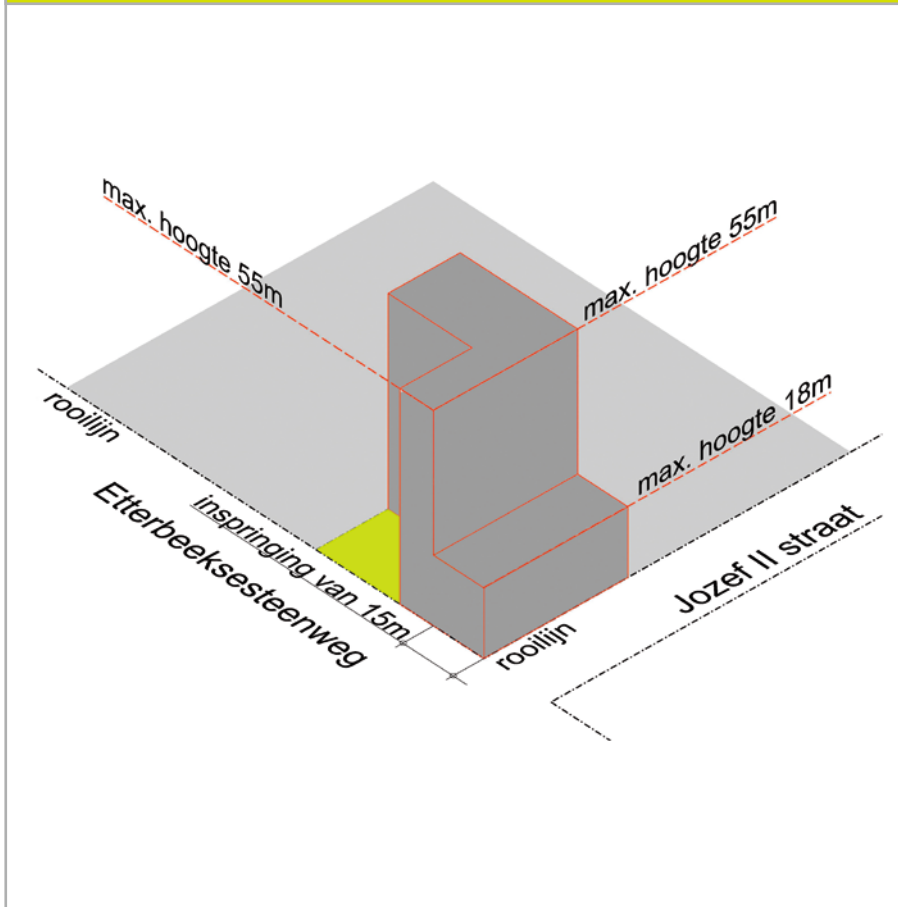 max. hoogte 55m
max. hoogte 55m
max. hoogte 18m
rooilijn
inspringing van 15m
Etterbeeksesteenweg
rooilijn
Jozef II straat